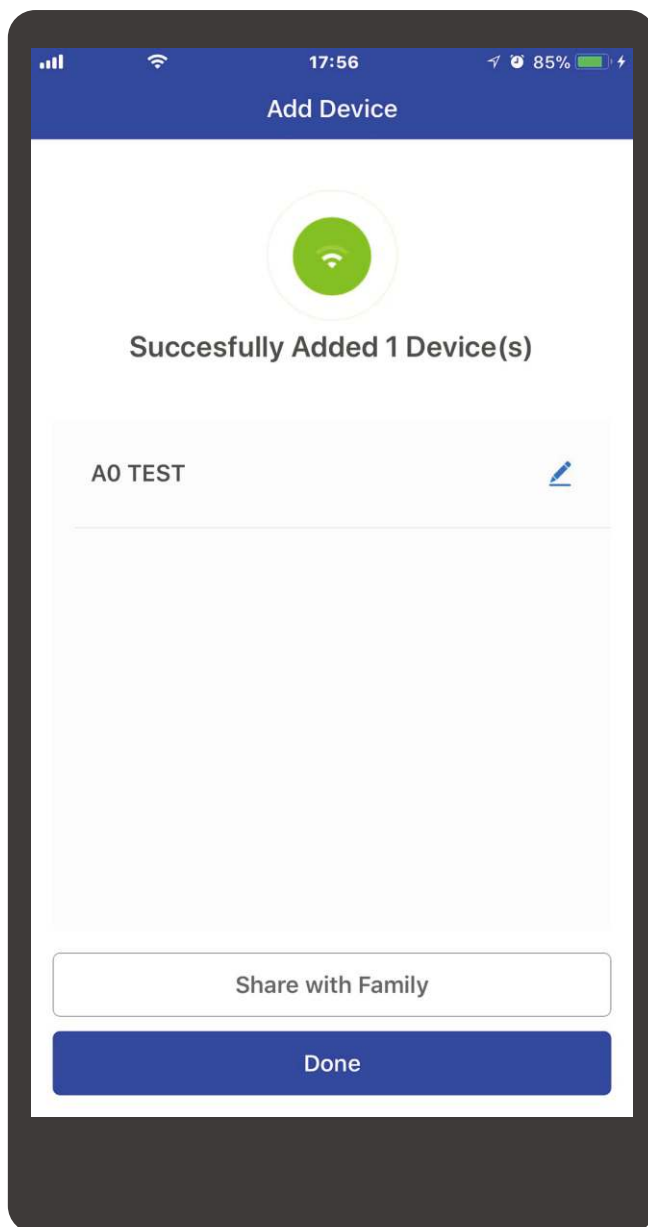 17:56
85%
Add Device
Succesfully Added 1 Device(s)
A0 TEST
Share with Family
Done